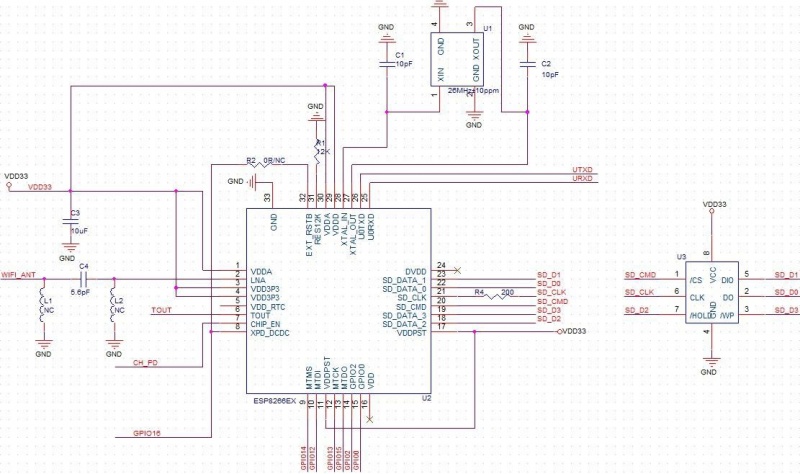 GND
4
3
U1
GND
XOUT
XIN
GND
1
2
26MHz±10ppm
GND
GND
C1
10pF
GND
C2
10pF
GND
R1
12K
R2 0R/NC
GND
UTXD
URXD
VDD33
VDD33
C3
10uF
GND
33
32
31
30
29
28
27
26
25
GND
EXT_RSTB
RES12K
VDDA
VDDD
XTAL_IN
XTAL_OUT
U0TXD
U0RXD
WIFI_ANT
C4
5.6pF
L1
NC
GND
L2
NC
GND
TOUT
CH_PD
GPIO16
1 VDDA
2 LNA
3 VD3P3
4 VD3P3
5 VDD_RTC
6 TOUT
7 CHIP_EN
8 XPD_DCDC
DVDD 24
SD_DATA_1 23
SD_DATA_0 22
SD_CLK 21
SD_CMD 20
SD_DATA_3 19
SD_DATA_2 18
VDDPST 17
R4 200
SD_D1
SD_D0
SD_CLK
SD_CMD
SD_D3
SD_D2
VDD33
MTMS
MTDI
VDDPST
MTCK
MTDO
GPIO2
GPIO0
VDD
9
10
11
12
13
14
15
16
ESP8266EX
U2
GPIO14
GPIO12
GPIO13
GPIO15
GPIO2
GPIO0
VDD33
U3
8
VCC
SD_CMD 1 /CS
DIO 5 SD_D1
SD_CLK 6 CLK
DO 2 SD_D0
SD_D2 7 /HOLD
/WP 3 SD_D3
GND
4
GND